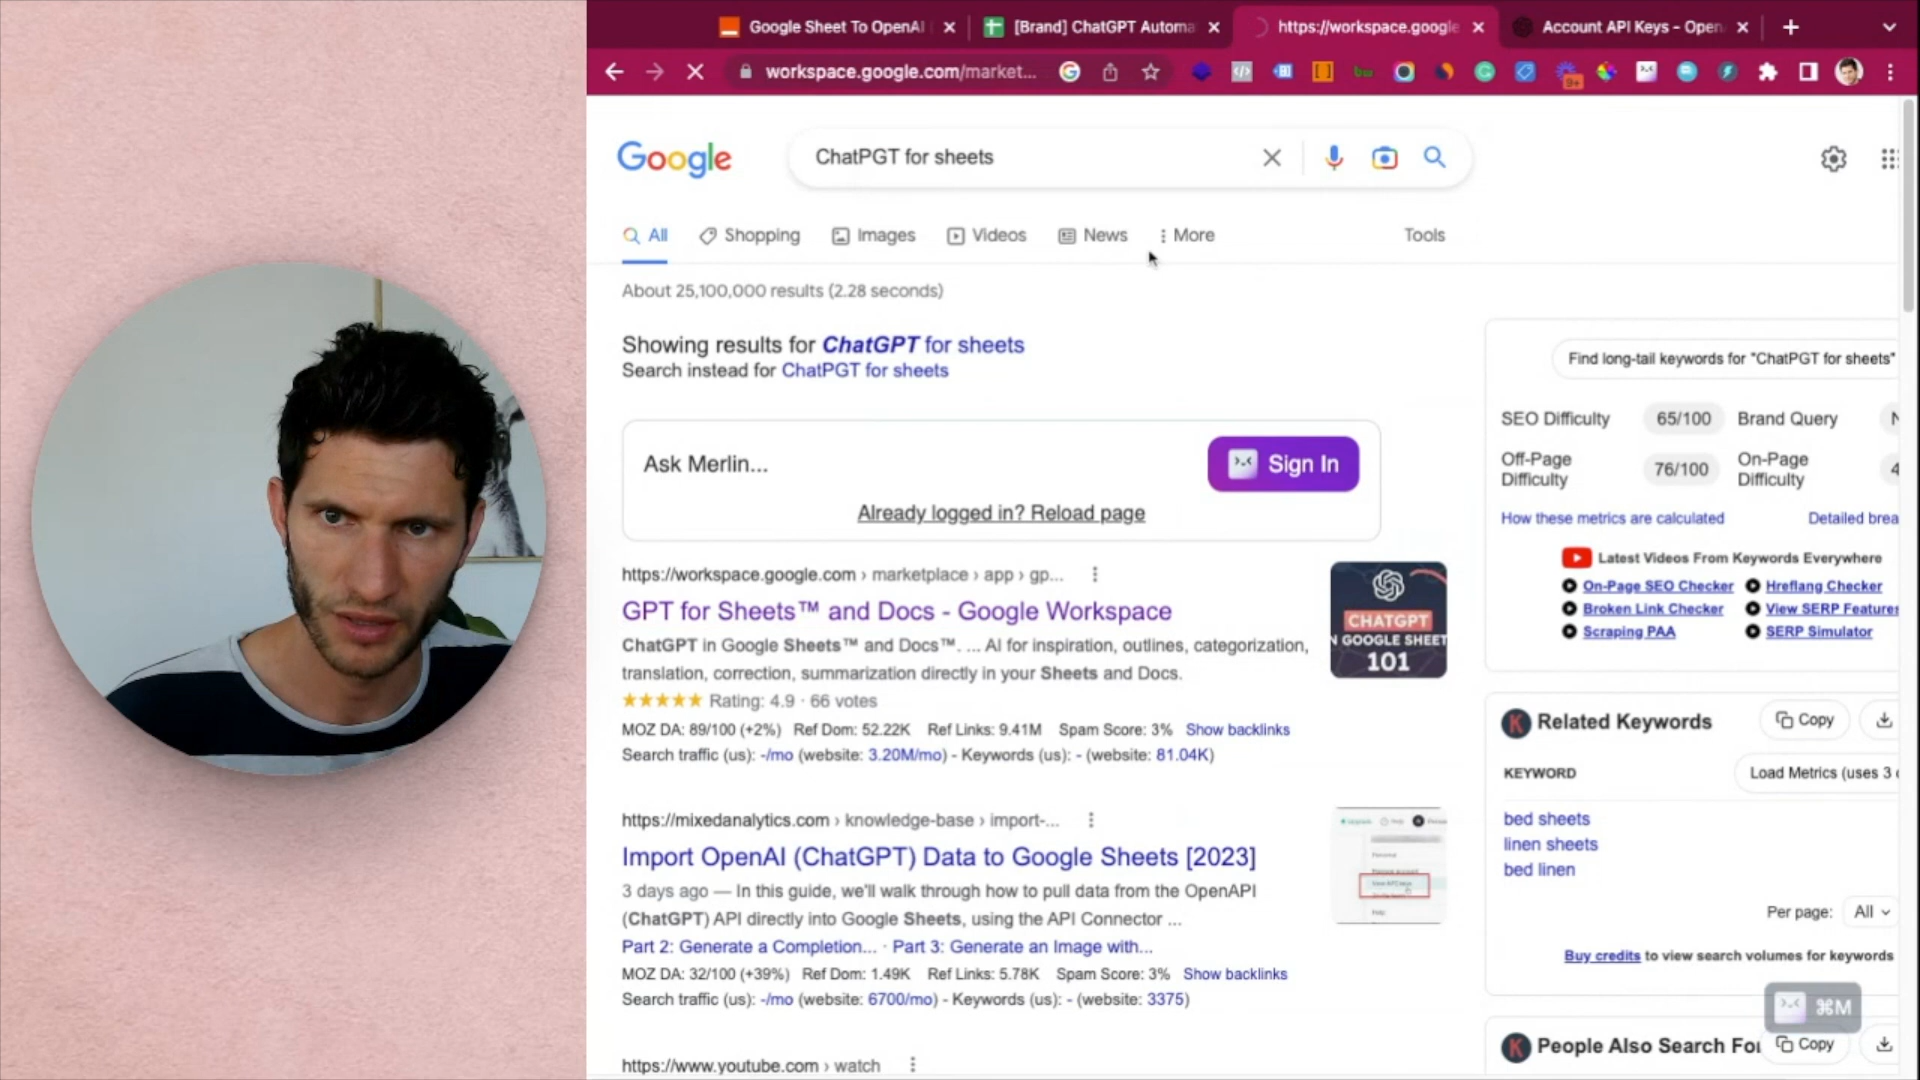 Google Sheet To OpenAI
[Brand] ChatGPT Automa
https://workspace.google
Account API Keys - Open
workspace.google.com/market...
9+
Google
ChatPGT for sheets
All
Shopping
Images
Videos
News
More
Tools
About 25,100,000 results (2.28 seconds)
Showing results for ChatGPT for sheets
Search instead for ChatPGT for sheets
Ask Merlin...
Sign In
Already logged in? Reload page
https://workspace.google.com › marketplace › app › gp...
GPT for Sheets™ and Docs - Google Workspace
ChatGPT in Google Sheets™ and Docs™. ... AI for inspiration, outlines, categorization,
translation, correction, summarization directly in your Sheets and Docs.
Rating: 4.9 · 66 votes
MOZ DA: 89/100 (+2%) Ref Dom: 52.22K Ref Links: 9.41M Spam Score: 3% Show backlinks
Search traffic (us): -/mo (website: 3.20M/mo) - Keywords (us): - (website: 81.04K)
CHATGPT
N GOOGLE SHEET
101
https://mixedanalytics.com › knowledge-base › import-...
Import OpenAI (ChatGPT) Data to Google Sheets [2023]
3 days ago — In this guide, we'll walk through how to pull data from the OpenAPI
(ChatGPT) API directly into Google Sheets, using the API Connector ...
Part 2: Generate a Completion... · Part 3: Generate an Image with...
MOZ DA: 32/100 (+39%) Ref Dom: 1.49K Ref Links: 5.78K Spam Score: 3% Show backlinks
Search traffic (us): -/mo (website: 6700/mo) - Keywords (us): - (website: 3375)
https://www.youtube.com › watch
Find long-tail keywords for "ChatPGT for sheets"
SEO Difficulty 65/100 Brand Query N
Off-Page Difficulty 76/100 On-Page Difficulty 4
How these metrics are calculated
Detailed brea
Latest Videos From Keywords Everywhere
On-Page SEO Checker
Hreflang Checker
Broken Link Checker
View SERP Features
Scraping PAA
SERP Simulator
Related Keywords
Copy
KEYWORD
Load Metrics (uses 3 c
bed sheets
linen sheets
bed linen
Per page: All
Buy credits to view search volumes for keywords
⌘M
People Also Search For
Copy